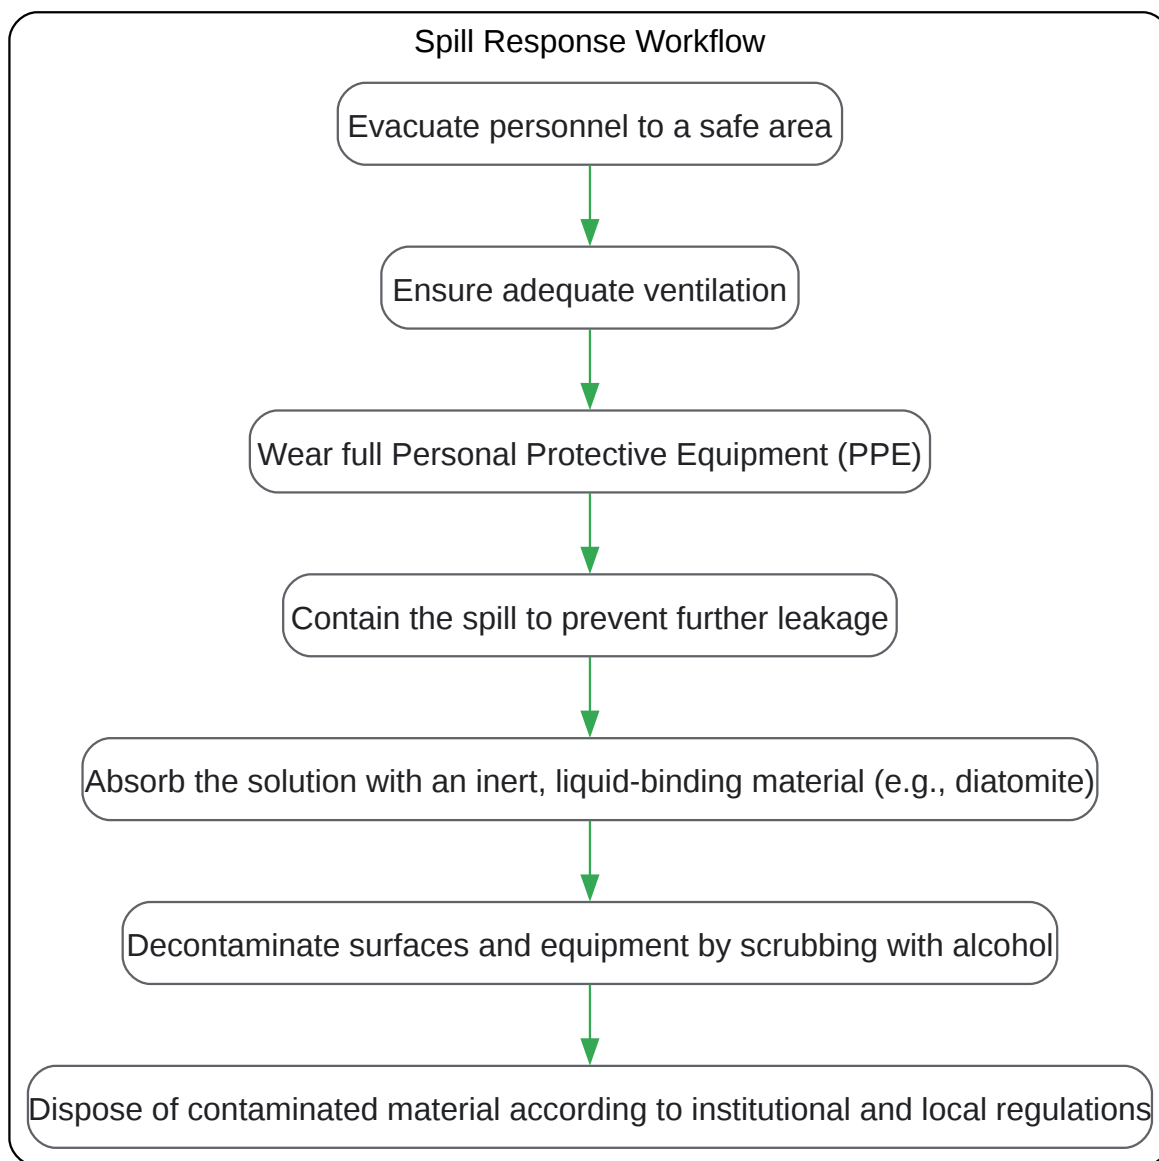 Spill Response Workflow
Evacuate personnel to a safe area
Ensure adequate ventilation
Wear full Personal Protective Equipment (PPE)
Contain the spill to prevent further leakage
Absorb the solution with an inert, liquid-binding material (e.g., diatomite)
Decontaminate surfaces and equipment by scrubbing with alcohol
Dispose of contaminated material according to institutional and local regulations